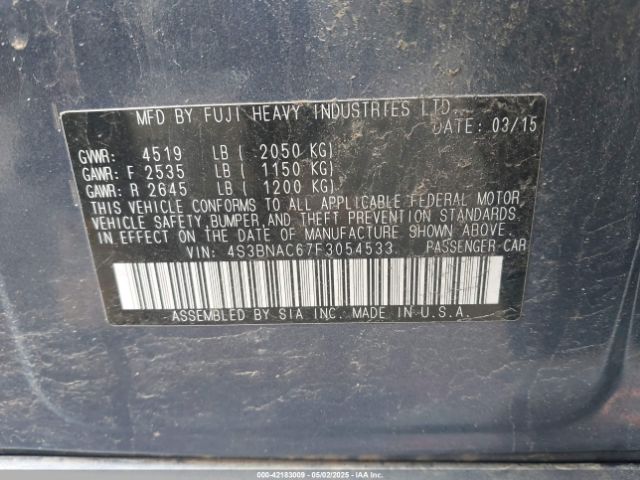 MFD BY FUJI HEAVY INDUSTRIES LTD.
DATE: 03/15
GVWR: 4519 LB ( 2050 KG)
GAWR: F 2535 LB ( 1150 KG)
GAWR: R 2645 LB ( 1200 KG)
THIS VEHICLE CONFORMS TO ALL APPLICABLE FEDERAL MOTOR
VEHICLE SAFETY, BUMPER, AND THEFT PREVENTION STANDARDS
IN EFFECT ON THE DATE OF MANUFACTURE SHOWN ABOVE.
VIN: 4S3BNAC67F3054533 PASSENGER CAR
ASSEMBLED BY SIA INC. MADE IN U.S.A.
000-42183009 - 05/02/2025 - IAAI.COM